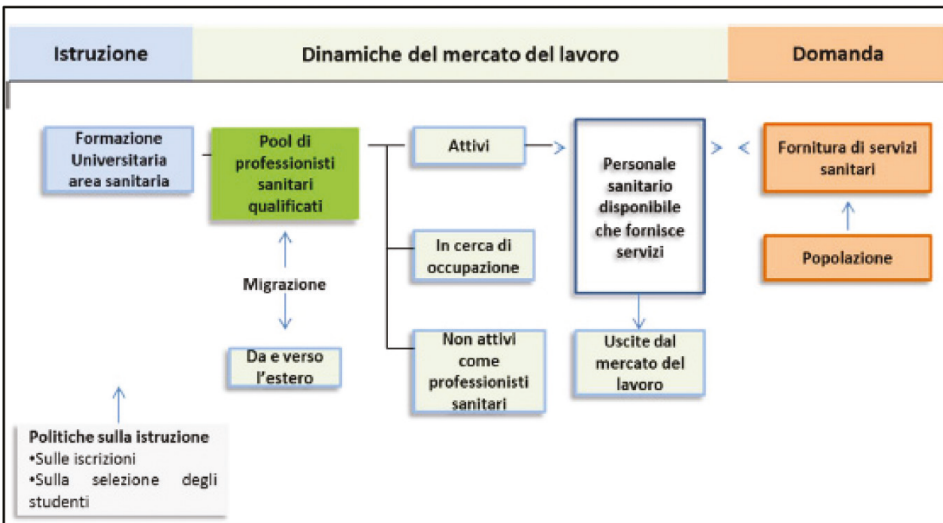 Istruzione
Dinamiche del mercato del lavoro
Domanda
Formazione
Universitaria
area sanitaria
Pool di
professionisti
sanitari
qualificati
Attivi
Personale
sanitario
disponibile
che fornisce
servizi
Fornitura di servizi
sanitari
In cerca di
occupazione
Popolazione
Migrazione
Da e verso
l'estero
Non attivi
come
professionisti
sanitari
Uscite dal
mercato del
lavoro
Politiche sulla istruzione
•Sulle iscrizioni
•Sulla selezione degli
studenti